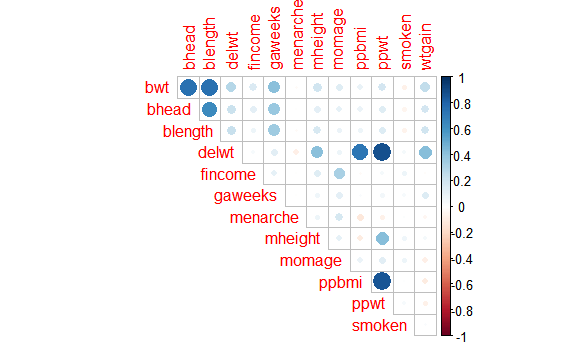 bhead
blength
delwt
fincome
gaweeks
menarche
mheight
momage
ppbmi
ppwt
smoken
wtgain
bwt
bhead
blength
delwt
fincome
gaweeks
menarche
mheight
momage
ppbmi
ppwt
smoken
1
0.8
0.6
0.4
0.2
0
-0.2
-0.4
-0.6
-0.8
-1